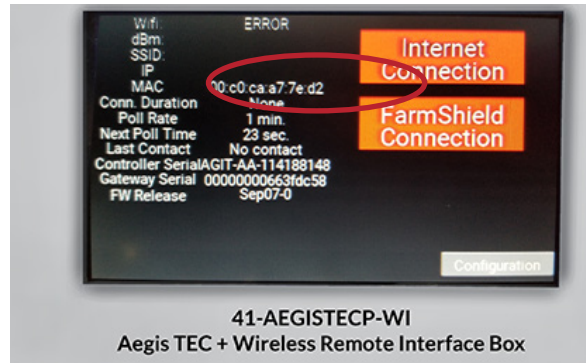 Wifi: ERROR
dBm:
SSID:
IP
MAC 00:c0:ca:a7:7e:d2
Conn. Duration None
Poll Rate 1 min.
Next Poll Time 23 sec.
Last Contact No contact
Controller Serial AGIT-AA-114188148
Gateway Serial 00000000663fdc58
FW Release Sep07-0
Internet
Connection
FarmShield
Connection
Configuration
41-AEGISTECP-WI
Aegis TEC + Wireless Remote Interface Box